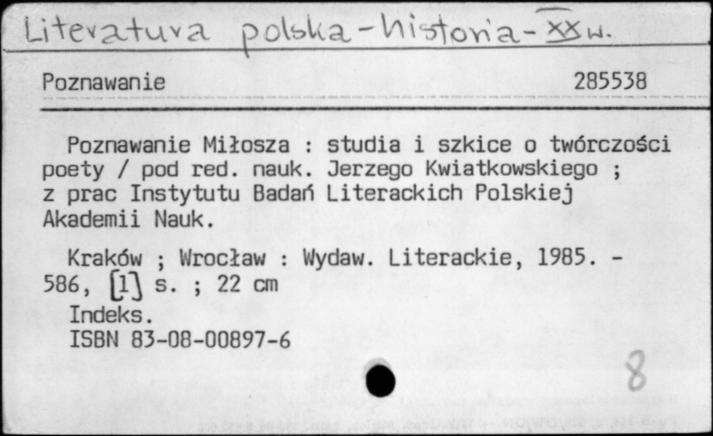 Literatura polska - historia - XX w.
Poznawanie 285538
Poznawanie Miłosza : studia i szkice o twórczości
poety / pod red. nauk. Jerzego Kwiatkowskiego ;
z prac Instytutu Badań Literackich Polskiej
Akademii Nauk.
Kraków ; Wrocław : Wydaw. Literackie, 1985. -
586, [1] s. ; 22 cm
Indeks.
ISBN 83-08-00897-6
8